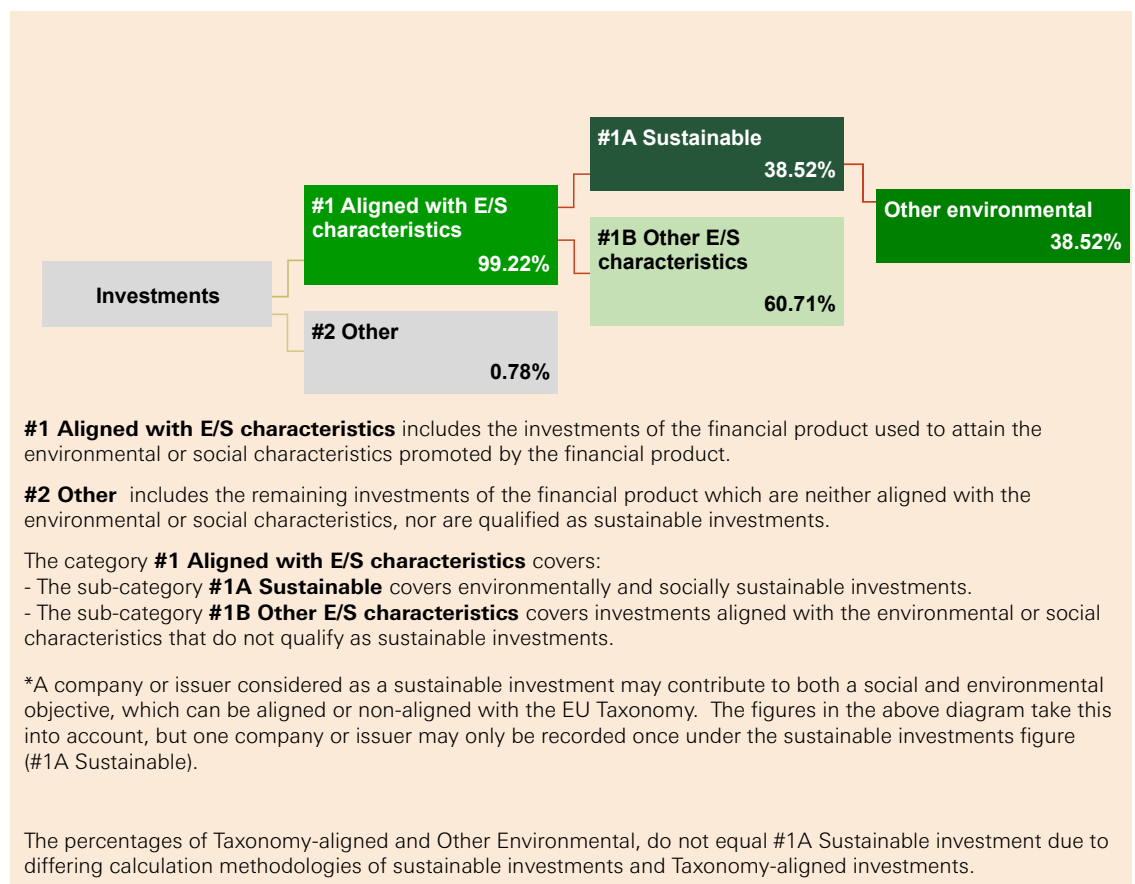 #1A Sustainable
38.52%
#1 Aligned with E/S
characteristics
99.22%
Other environmental
38.52%
#1B Other E/S
characteristics
60.71%
Investments
#2 Other
0.78%
#1 Aligned with E/S characteristics includes the investments of the financial product used to attain the
environmental or social characteristics promoted by the financial product.
#2 Other includes the remaining investments of the financial product which are neither aligned with the
environmental or social characteristics, nor are qualified as sustainable investments.
The category #1 Aligned with E/S characteristics covers:
- The sub-category #1A Sustainable covers environmentally and socially sustainable investments.
- The sub-category #1B Other E/S characteristics covers investments aligned with the environmental or social
characteristics that do not qualify as sustainable investments.
*A company or issuer considered as a sustainable investment may contribute to both a social and environmental
objective, which can be aligned or non-aligned with the EU Taxonomy. The figures in the above diagram take this
into account, but one company or issuer may only be recorded once under the sustainable investments figure
(#1A Sustainable).
The percentages of Taxonomy-aligned and Other Environmental, do not equal #1A Sustainable investment due to
differing calculation methodologies of sustainable investments and Taxonomy-aligned investments.